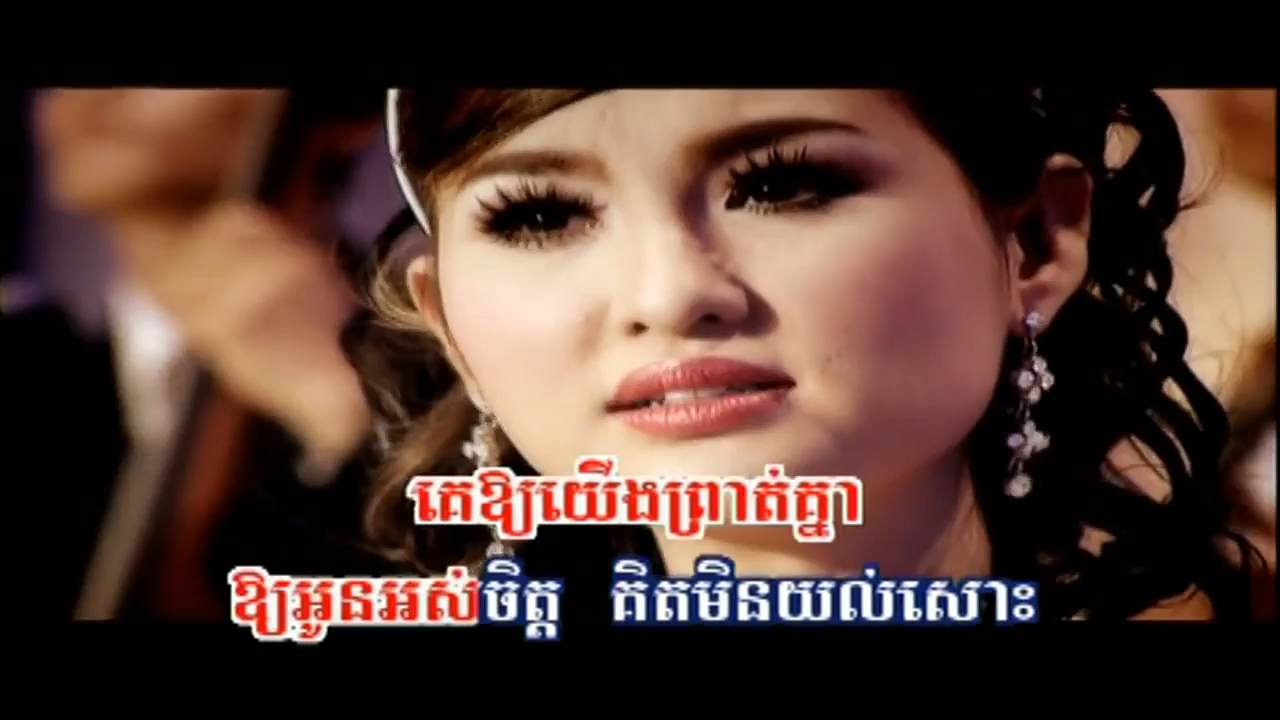 គេឱ្យយើងព្រាត់គ្នា
ឱ្យអូនអស់ចិត្ត គិតមិនយល់សោះ